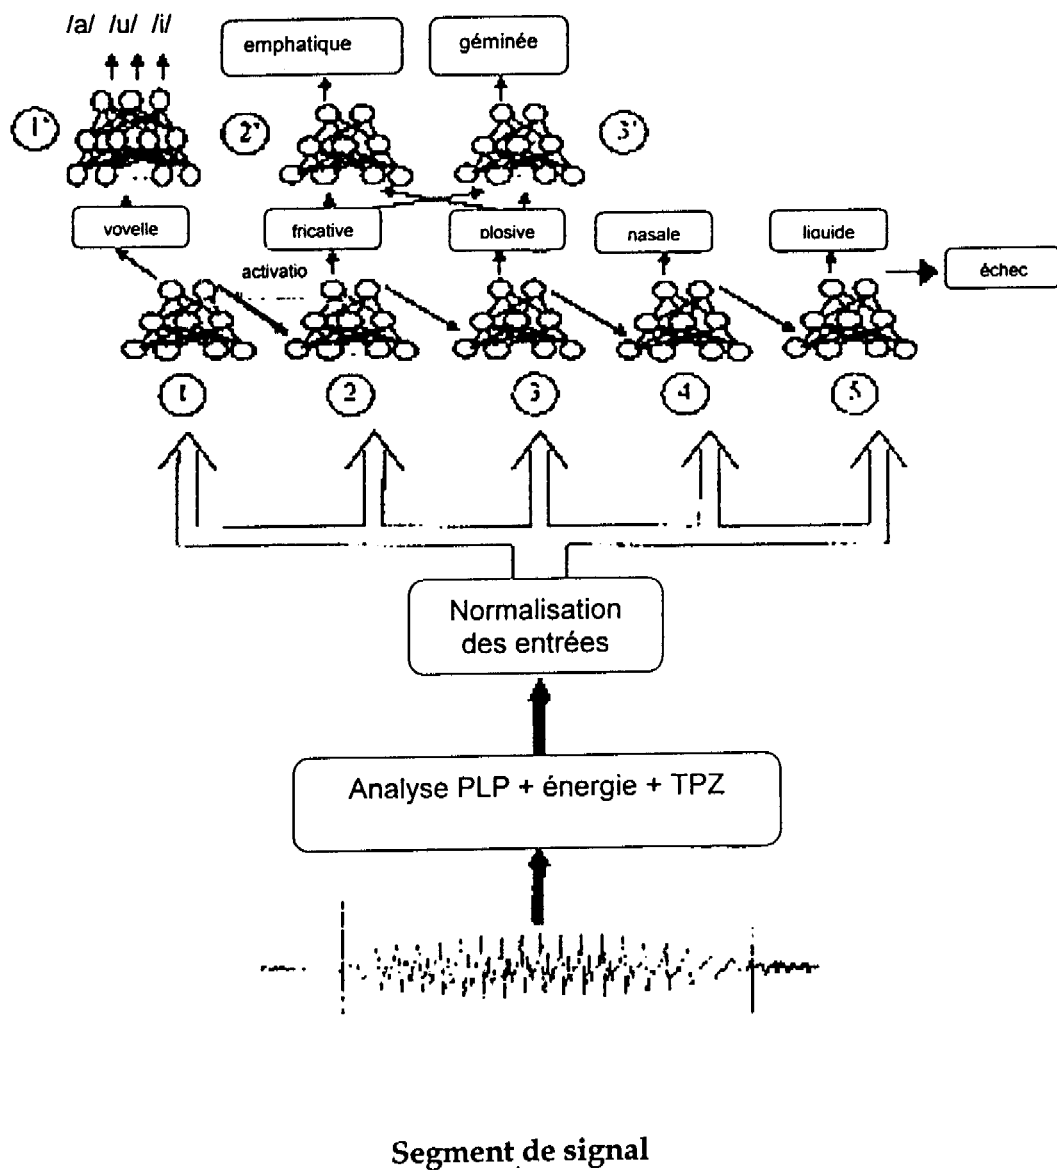 /a/ /u/ /i/
emphatique
géminée
1'
2'
3'
vovelle
fricative
plosive
nasale
liquide
activatio
échec
1
2
3
4
5
Normalisation
des entrées
Analyse PLP + énergie + TPZ
Segment de signal